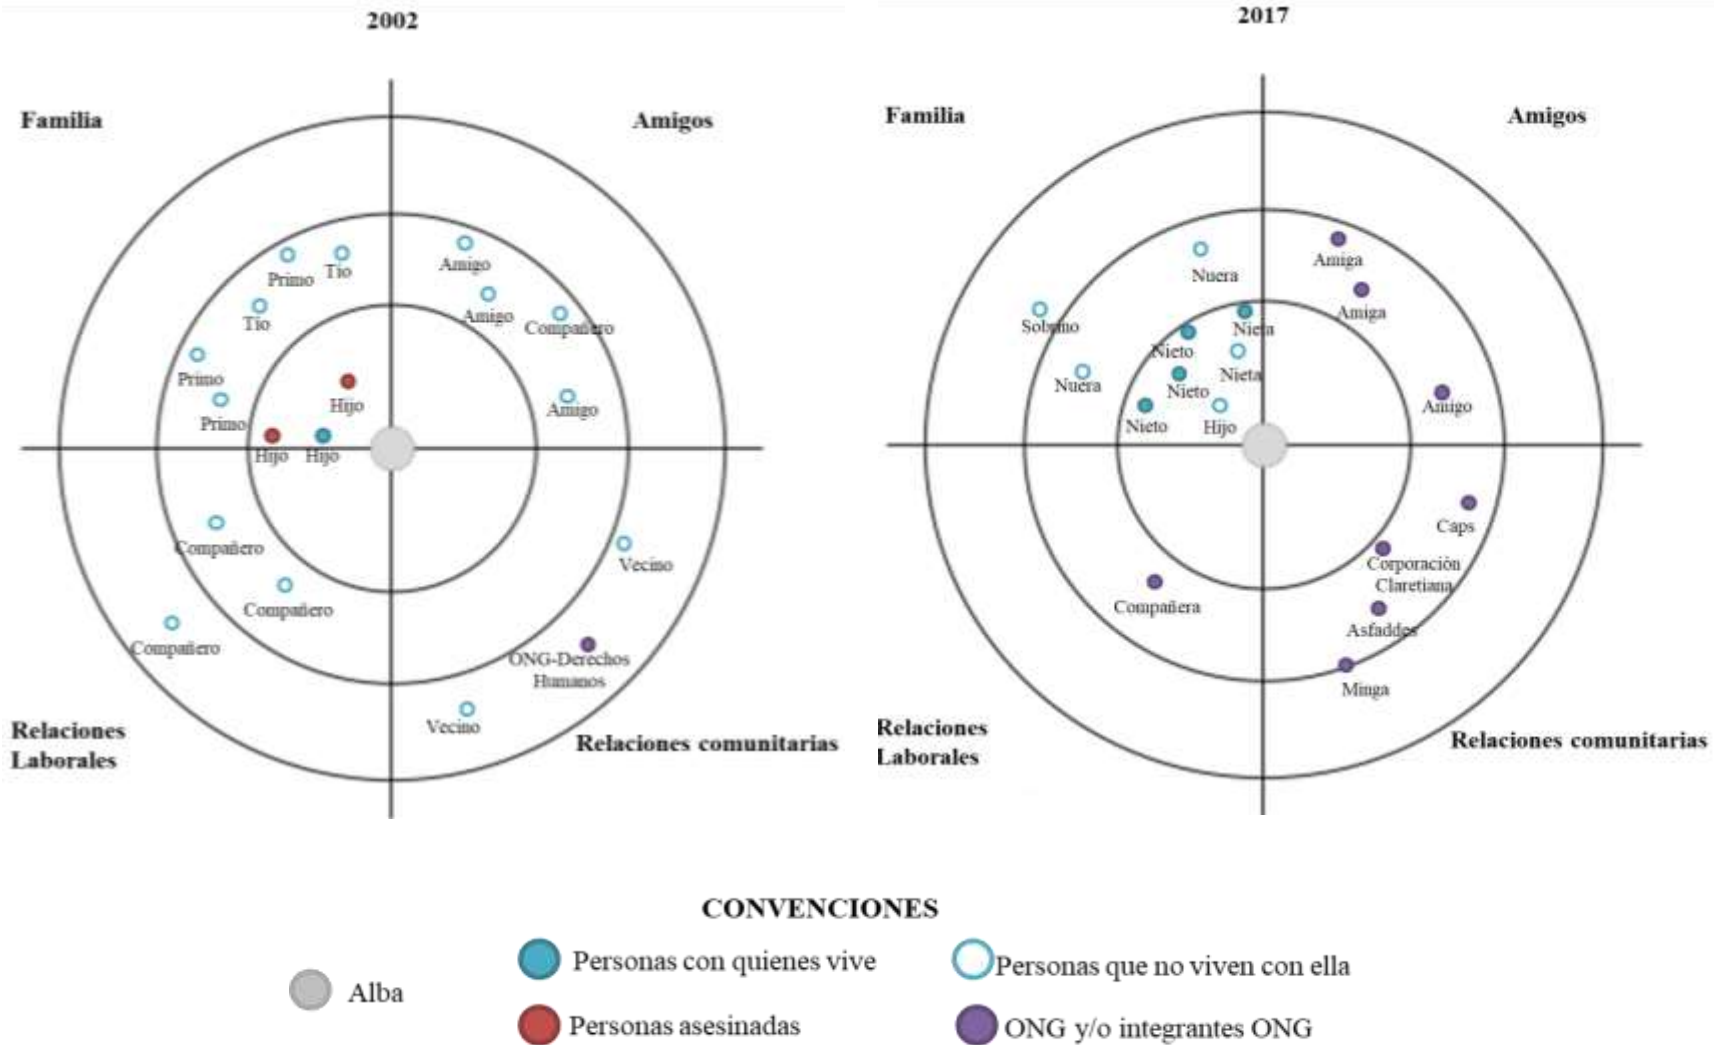 2002
Familia
Amigos
Primo
Tío
Tío
Primo
Primo
Hijo
Hijo
Hijo
Amigo
Amigo
Compañero
Amigo
Compañero
Compañero
Compañero
Vecino
ONG-Derechos
Humanos
Vecino
Relaciones
Laborales
Relaciones comunitarias
2017
Familia
Amigos
Nuera
Sobrino
Nuera
Nieta
Nieto
Nieta
Nieto
Nieto
Hijo
Amiga
Amiga
Amigo
Compañera
Caps
Corporación
Claretiana
Asfaddes
Minga
Relaciones
Laborales
Relaciones comunitarias
CONVENCIONES
Alba
Personas con quienes vive
Personas que no viven con ella
Personas asesinadas
ONG y/o integrantes ONG